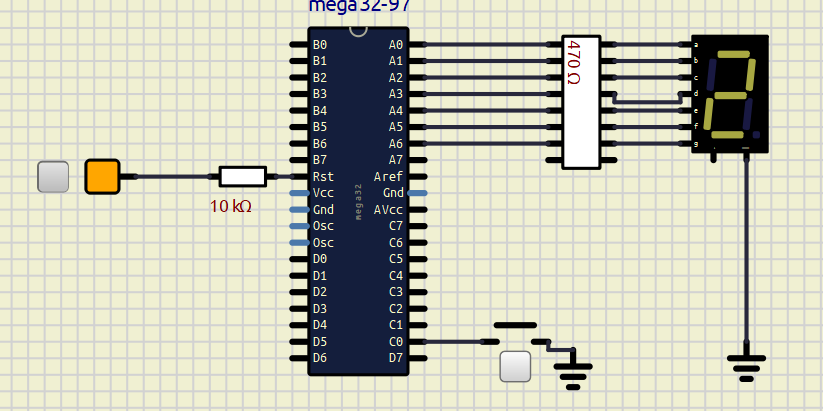 mega32-97
B0 A0
B1 A1
B2 A2
B3 A3
B4 A4
B5 A5
B6 A6
B7 A7
Rst Aref
Vcc Gnd
Gnd AVcc
Osc C7
Osc C6
D0 C5
D1 C4
D2 C3
D3 C2
D4 C1
D5 C0
D6 D7
mega32
10 kΩ
470 Ω
a
b
c
d
e
f
g